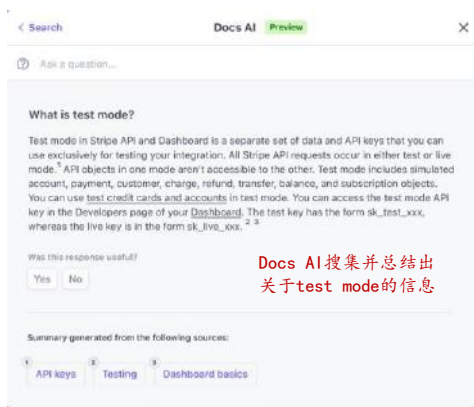 < Search
Docs AI Preview
Ask a question...
What is test mode?
Test mode in Stripe API and Dashboard is a separate set of data and API keys that you can
use exclusively for testing your integration. All Stripe API requests occur in either test or live
mode.¹ API objects in one mode aren't accessible to the other. Test mode includes simulated
account, payment, customer, charge, refund, transfer, balance, and subscription objects.
You can use test credit cards and accounts in test mode. You can access the test mode API
key in the Developers page of your Dashboard. The test key has the form sk_test_xxx,
whereas the live key is in the form sk_live_xxx. ² ³
Was this response useful?
Yes No
Docs AI搜集并总结出
关于test mode的信息
Summary generated from the following sources:
1 API keys 2 Testing 3 Dashboard basics